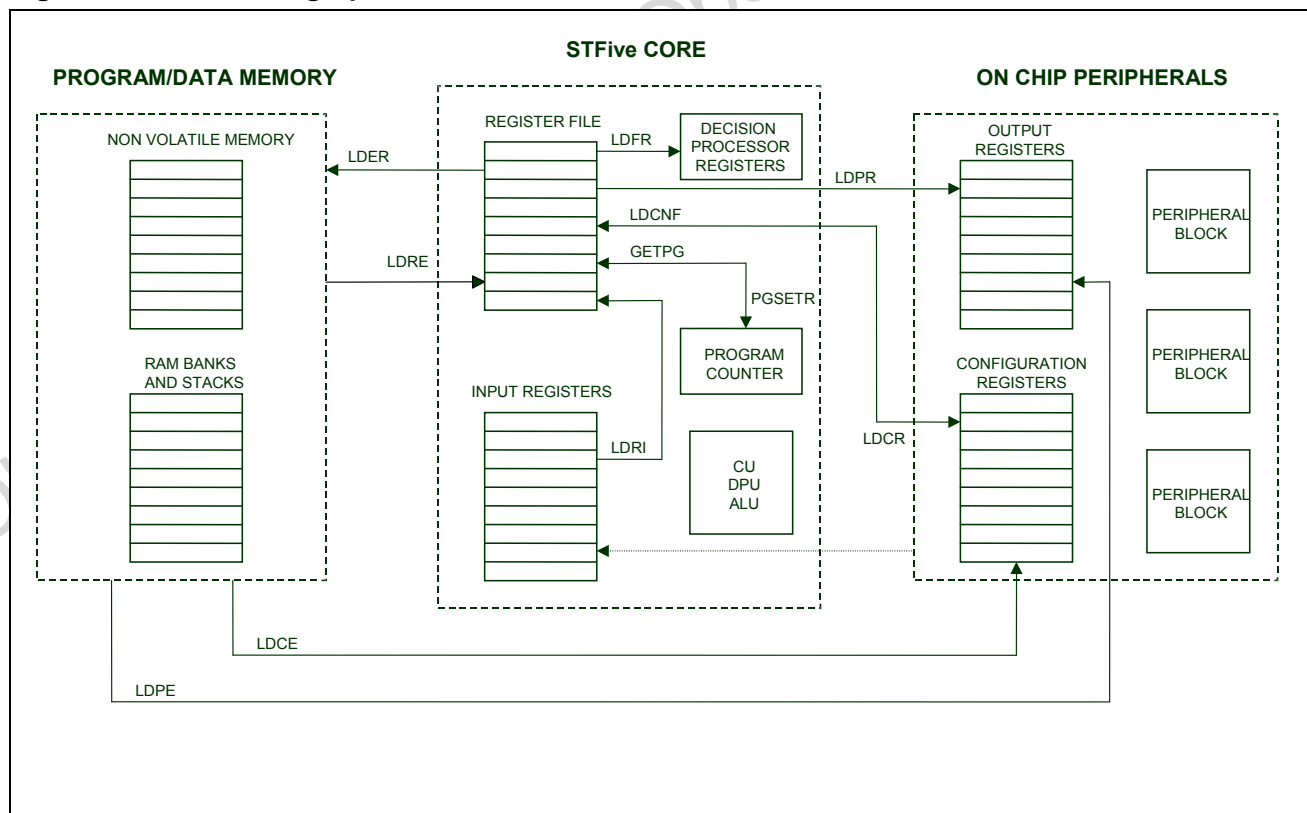 STFive CORE
PROGRAM/DATA MEMORY
ON CHIP PERIPHERALS
NON VOLATILE MEMORY
REGISTER FILE
DECISION
PROCESSOR
REGISTERS
OUTPUT
REGISTERS
LDER
LDFR
LDPR
LDCNF
PERIPHERAL
BLOCK
LDRE
GETPG
PGSETR
RAM BANKS
AND STACKS
PROGRAM
COUNTER
CONFIGURATION
REGISTERS
PERIPHERAL
BLOCK
INPUT REGISTERS
LDRI
LDCR
CU
DPU
ALU
PERIPHERAL
BLOCK
LDCE
LDPE